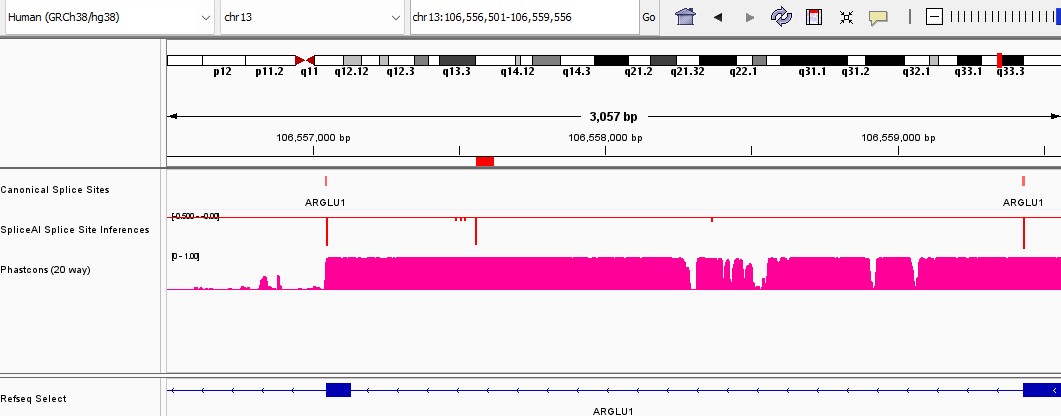 Human (GRCh38/hg38) chr13 chr13:106,556,501-106,559,556 Go
p12 p11.2 q11 q12.12 q12.3 q13.3 q14.12 q14.3 q21.2 q21.32 q22.1 q31.1 q31.2 q32.1 q33.1 q33.3
3,057 bp
106,557,000 bp 106,558,000 bp 106,559,000 bp
Canonical Splice Sites
ARGLU1 ARGLU1
[-0.500 - -0.00]
SpliceAI Splice Site Inferences
[0 - 1.00]
Phastcons (20 way)
Refseq Select
ARGLU1